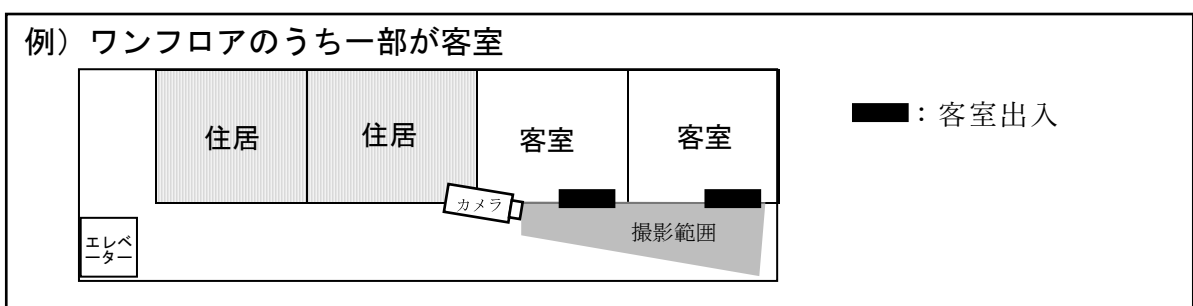 例）ワンフロアのうち一部が客室
住居
住居
客室
客室
：客室出入
カメラ
撮影範囲
エレベ
ーター